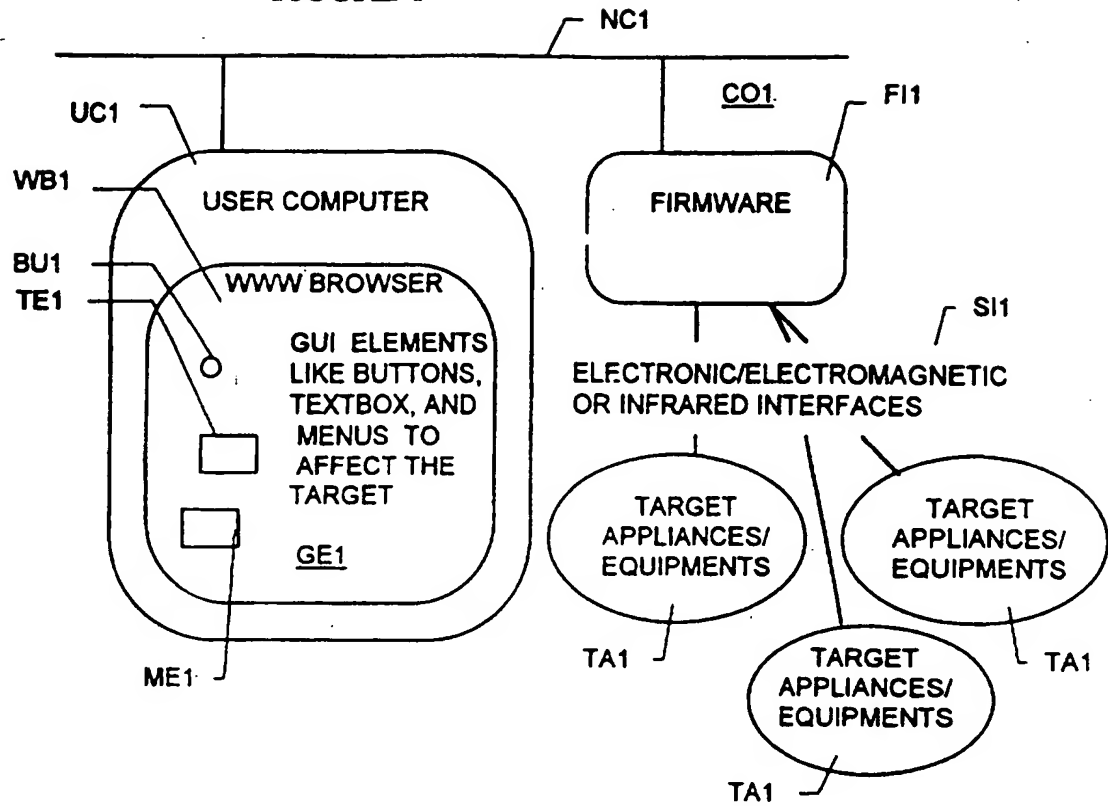 NC1
CO1
FI1
UC1
WB1
USER COMPUTER
FIRMWARE
BU1
TE1
WWW BROWSER
GUI ELEMENTS
LIKE BUTTONS,
TEXTBOX, AND
MENUS TO
AFFECT THE
TARGET
GE1
ME1
SI1
ELECTRONIC/ELECTROMAGNETIC
OR INFRARED INTERFACES
TARGET
APPLIANCES/
EQUIPMENTS
TARGET
APPLIANCES/
EQUIPMENTS
TA1
TA1
TARGET
APPLIANCES/
EQUIPMENTS
TA1